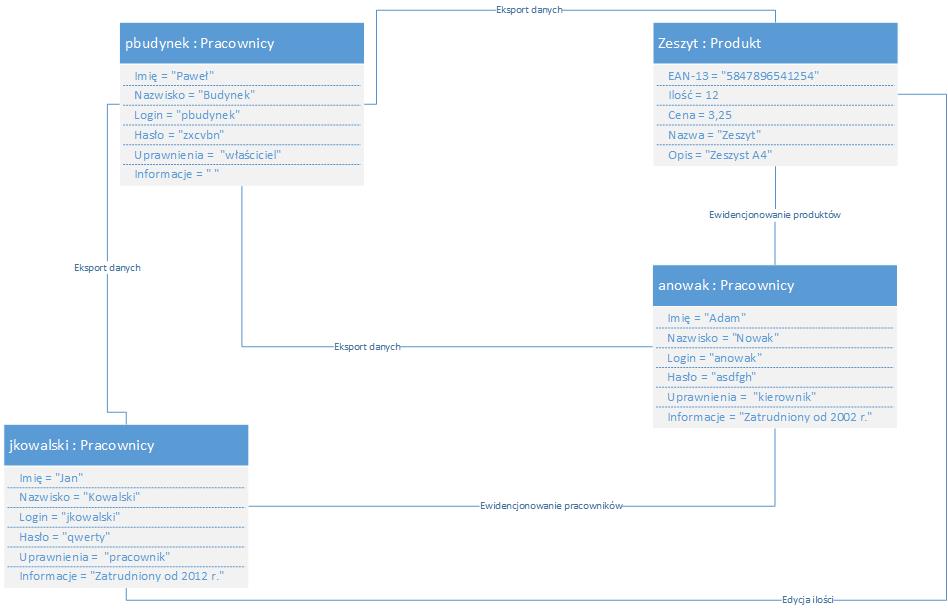 Eksport danych
pbudynek : Pracownicy
Imię = "Paweł"
Nazwisko = "Budynek"
Login = "pbudynek"
Hasło = "zxcvbn"
Uprawnienia = "właściciel"
Informacje = " "
Zeszyt : Produkt
EAN-13 = "5847896541254"
Ilość = 12
Cena = 3,25
Nazwa = "Zeszyt"
Opis = "Zeszyst A4"
Ewidencjonowanie produktów
Eksport danych
anowak : Pracownicy
Imię = "Adam"
Nazwisko = "Nowak"
Login = "anowak"
Hasło = "asdfgh"
Uprawnienia = "kierownik"
Informacje = "Zatrudniony od 2002 r."
Eksport danych
jkowalski : Pracownicy
Imię = "Jan"
Nazwisko = "Kowalski"
Login = "jkowalski"
Hasło = "qwerty"
Uprawnienia = "pracownik"
Informacje = "Zatrudniony od 2012 r."
Ewidencjonowanie pracowników
Edycja ilości